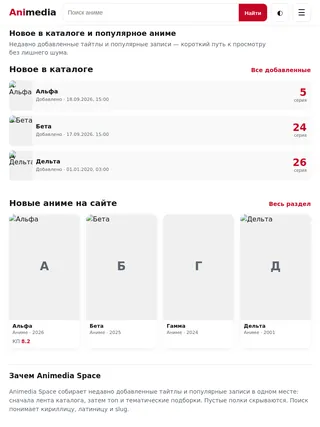 Animedia
Поиск аниме
Найти
Новое в каталоге и популярное аниме
Недавно добавленные тайтлы и популярные записи — короткий путь к просмотру
без лишнего шума.
Новое в каталоге
Все добавленные
Альфа
Альфа
Добавлено · 18.09.2026, 15:00
5
серия
Бета
Бета
Добавлено · 17.09.2026, 15:00
24
серия
Дельта
Дельта
Добавлено · 01.01.2020, 03:00
26
серия
Новые аниме на сайте
Весь раздел
Альфа
Бета
Дельта
А
Б
Г
Д
Альфа
Аниме · 2026
КП 8.2
Бета
Аниме · 2025
Гамма
Аниме · 2024
Дельта
Аниме · 2001
Зачем Animedia Space
Animedia Space собирает недавно добавленные тайтлы и популярные записи в одном месте:
сначала лента каталога, затем топ и тематические подборки. Пустые полки скрываются. Поиск
понимает кириллицу, латиницу и slug.